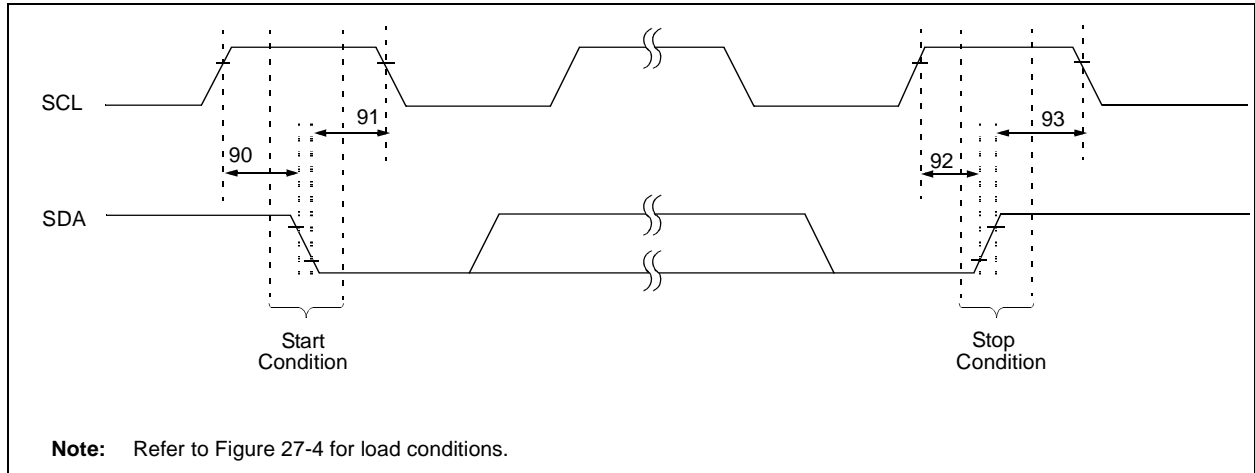 SCL
91
93
90
92
SDA
Start
Condition
Stop
Condition
Note: Refer to Figure 27-4 for load conditions.